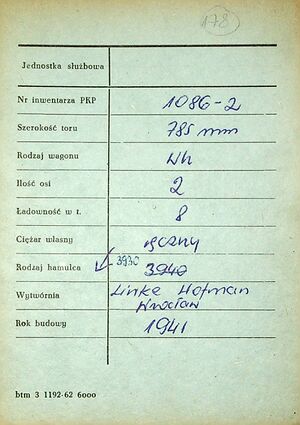 178
Jednostka służbowa
Nr inwentarza PKP 1086-2
Szerokość toru 785 mm
Rodzaj wagonu Wh
Ilość osi 2
Ładowność w t. 8
Ciężar własny ręczny
3930
Rodzaj hamulca 3940
Wytwórnia Linke Hofman
Wrocław
Rok budowy 1941
btm 3 1192-62 6000